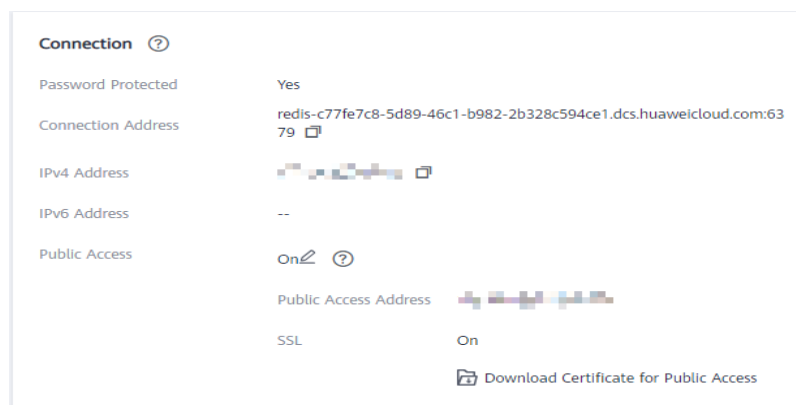 Connection
Password Protected Yes
Connection Address redis-c77fe7c8-5d89-46c1-b982-2b328c594ce1.dcs.huaweicloud.com:63
79
IPv4 Address
IPv6 Address --
Public Access On
Public Access Address
SSL On
Download Certificate for Public Access